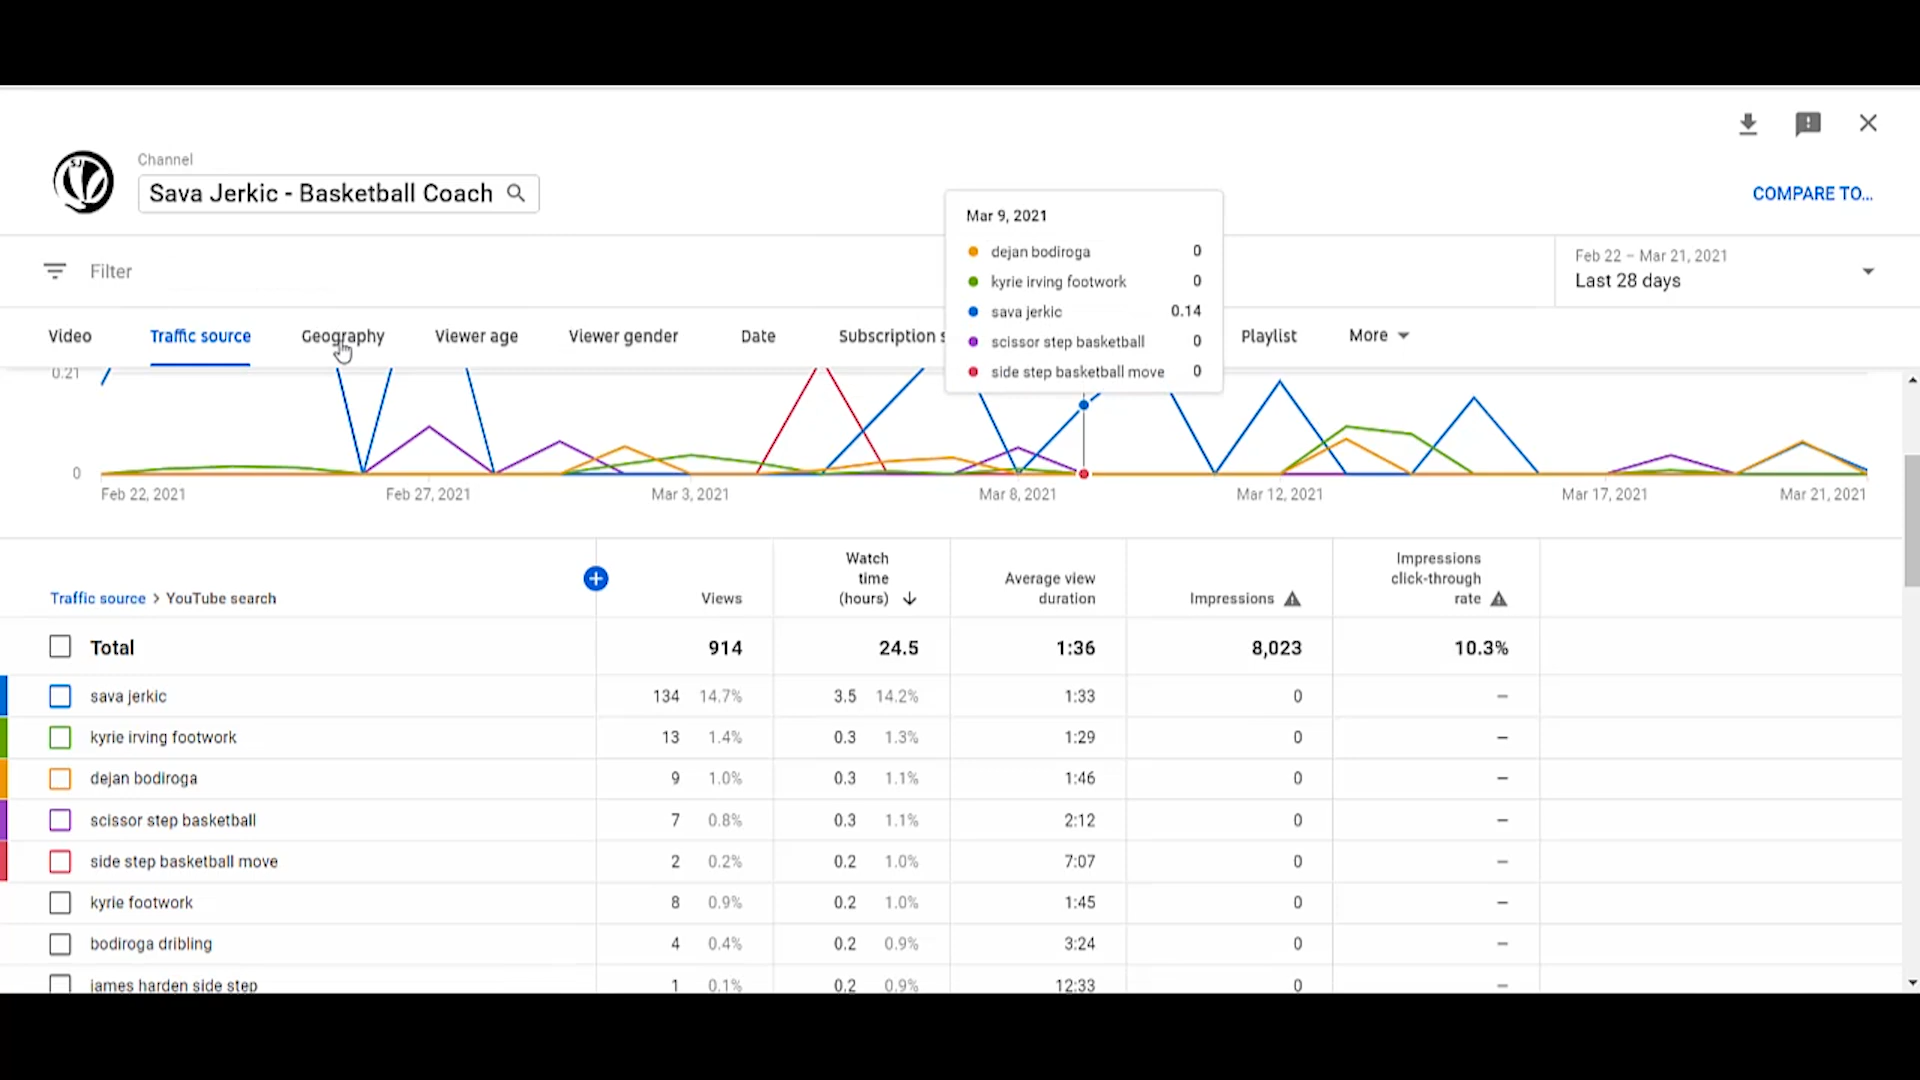 Channel
Sava Jerkic - Basketball Coach
COMPARE TO...
Filter
Feb 22 – Mar 21, 2021
Last 28 days
Mar 9, 2021
dejan bodiroga 0
kyrie irving footwork 0
sava jerkic 0.14
scissor step basketball 0
side step basketball move 0
Video Traffic source Geography Viewer age Viewer gender Date Subscription s Playlist More
0.21
0
Feb 22, 2021 Feb 27, 2021 Mar 3, 2021 Mar 8, 2021 Mar 12, 2021 Mar 17, 2021 Mar 21, 2021
Traffic source > YouTube search
Views
Watch
time
(hours)
Average view
duration
Impressions
Impressions
click-through
rate
Total 914 24.5 1:36 8,023 10.3%
sava jerkic 134 14.7% 3.5 14.2% 1:33 0 –
kyrie irving footwork 13 1.4% 0.3 1.3% 1:29 0 –
dejan bodiroga 9 1.0% 0.3 1.1% 1:46 0 –
scissor step basketball 7 0.8% 0.3 1.1% 2:12 0 –
side step basketball move 2 0.2% 0.2 1.0% 7:07 0 –
kyrie footwork 8 0.9% 0.2 1.0% 1:45 0 –
bodiroga dribling 4 0.4% 0.2 0.9% 3:24 0 –
james harden side step 1 0.1% 0.2 0.9% 12:33 0 –